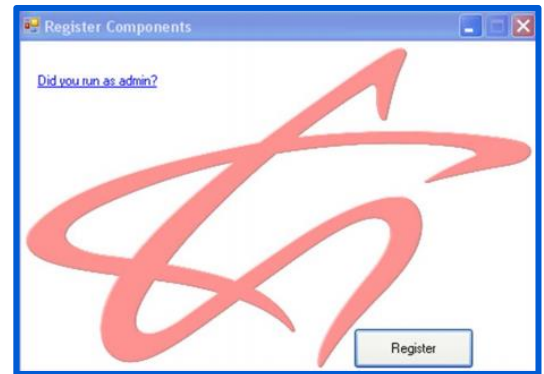 Register Components
Did you run as admin?
Register